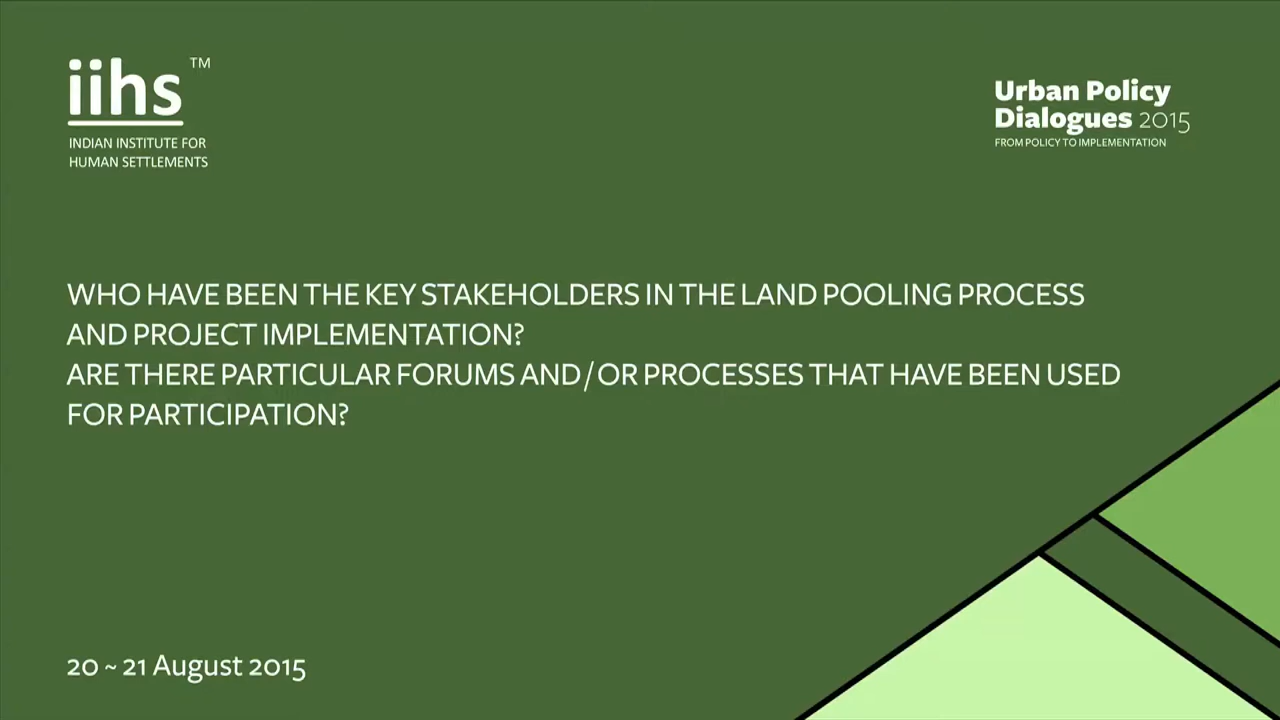 iihs™
INDIAN INSTITUTE FOR
HUMAN SETTLEMENTS
Urban Policy
Dialogues 2015
FROM POLICY TO IMPLEMENTATION
WHO HAVE BEEN THE KEY STAKEHOLDERS IN THE LAND POOLING PROCESS
AND PROJECT IMPLEMENTATION?
ARE THERE PARTICULAR FORUMS AND/OR PROCESSES THAT HAVE BEEN USED
FOR PARTICIPATION?
20 ~ 21 August 2015